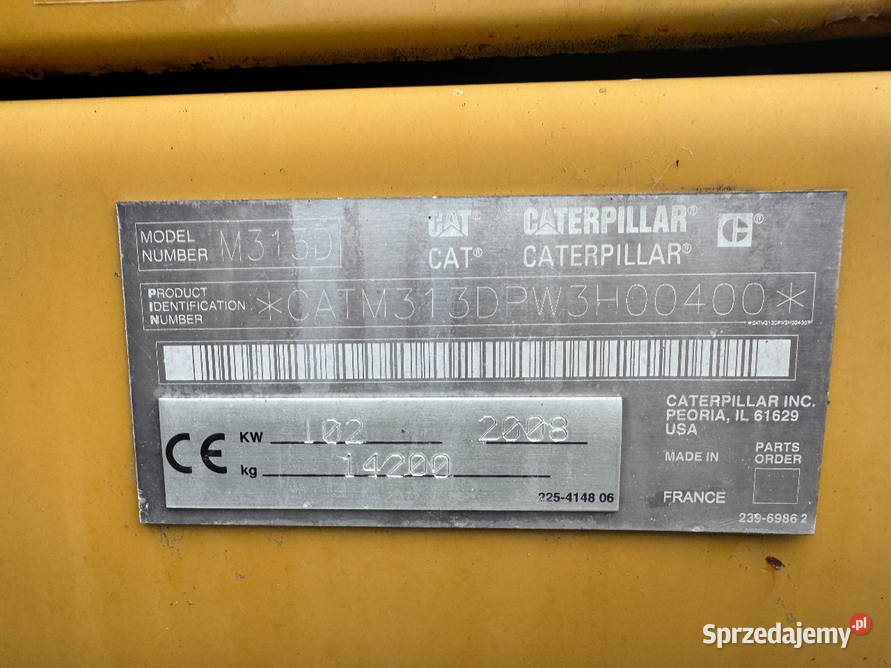 MODEL NUMBER M313D
CAT® CATERPILLAR®
CAT® CATERPILLAR®
PRODUCT IDENTIFICATION NUMBER *CATM313DPW3H00400*
*CATM313DPW3H00400*
CATERPILLAR INC.
PEORIA, IL 61629
USA
MADE IN
FRANCE
PARTS ORDER
239-6986 2
CE
KW 102 2008
kg 14200
225-4148 06
Sprzedajemy.pl